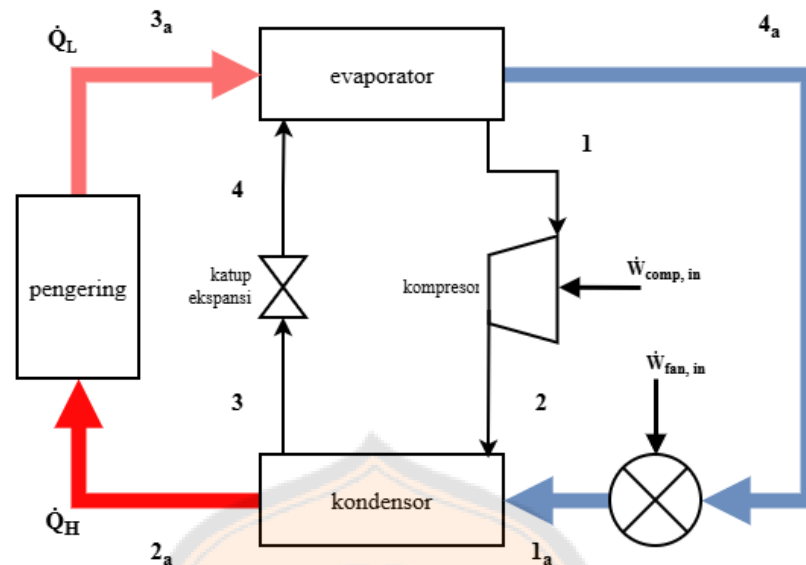 3a
Q̇L
evaporator
4a
1
4
pengering
katup
ekspansi
kompresor
Ẇcomp, in
Ẇfan, in
3
2
kondensor
Q̇H
2a
1a